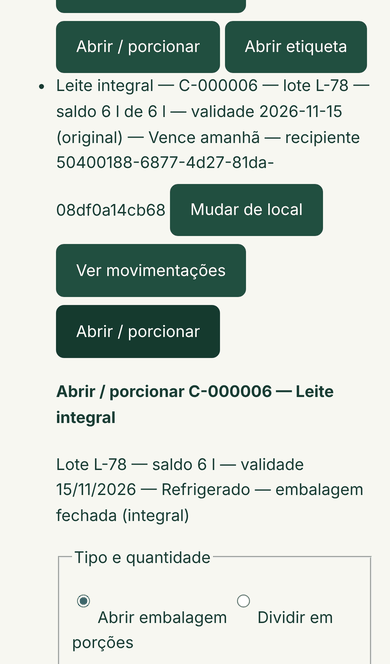 Abrir / porcionar
Abrir etiqueta
Leite integral — C-000006 — lote L-78 —
saldo 6 l de 6 l — validade 2026-11-15
(original) — Vence amanhã — recipiente
50400188-6877-4d27-81da-
08df0a14cb68
Mudar de local
Ver movimentações
Abrir / porcionar
Abrir / porcionar C-000006 — Leite
integral
Lote L-78 — saldo 6 l — validade
15/11/2026 — Refrigerado — embalagem
fechada (integral)
Tipo e quantidade
Abrir embalagem
Dividir em
porções